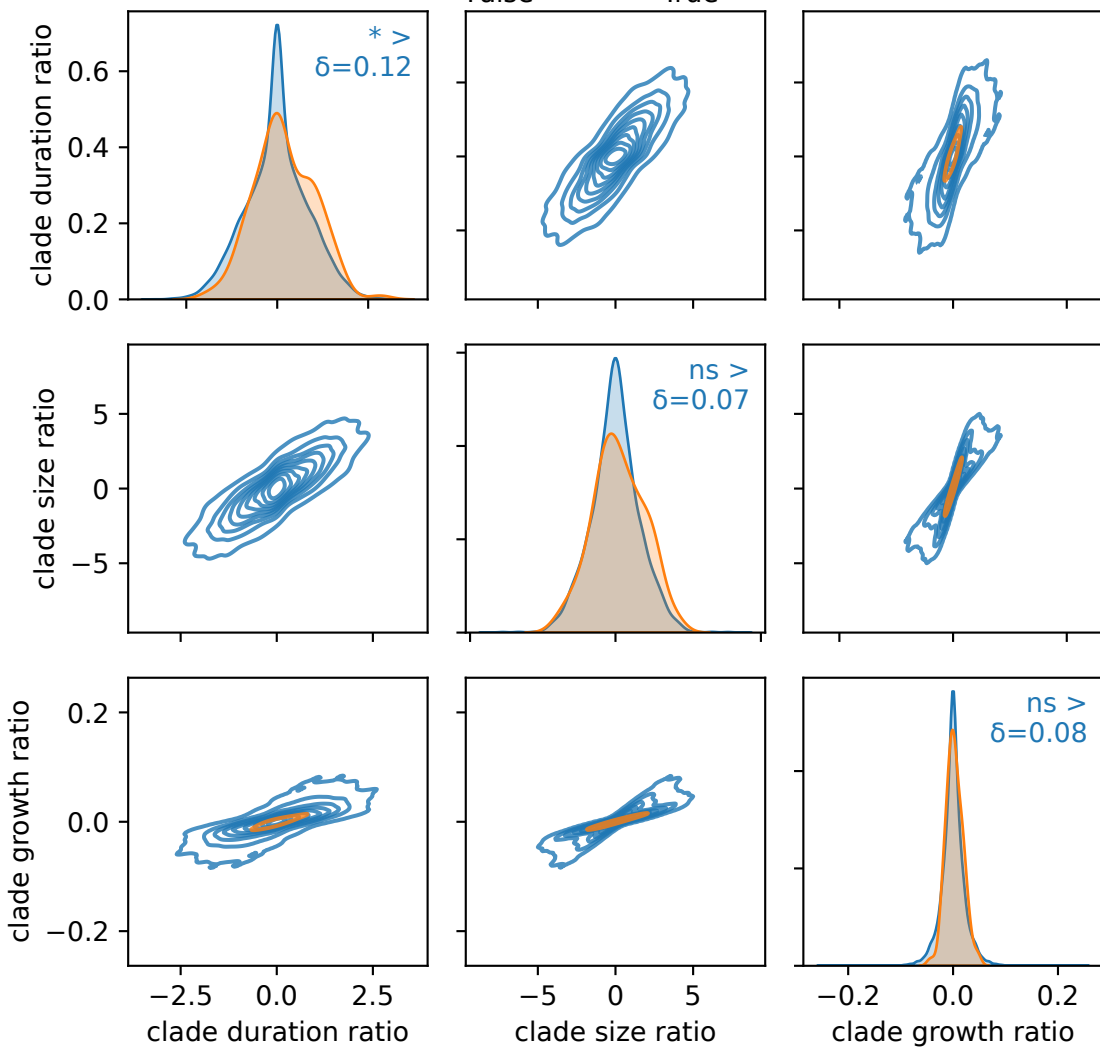 False True
clade duration ratio
0.6
0.4
0.2
0.0
* >
δ=0.12
clade size ratio
5
0
−5
ns >
δ=0.07
clade growth ratio
0.2
0.0
−0.2
ns >
δ=0.08
−2.5 0.0 2.5
−5 0 5
−0.2 0.0 0.2
clade duration ratio
clade size ratio
clade growth ratio